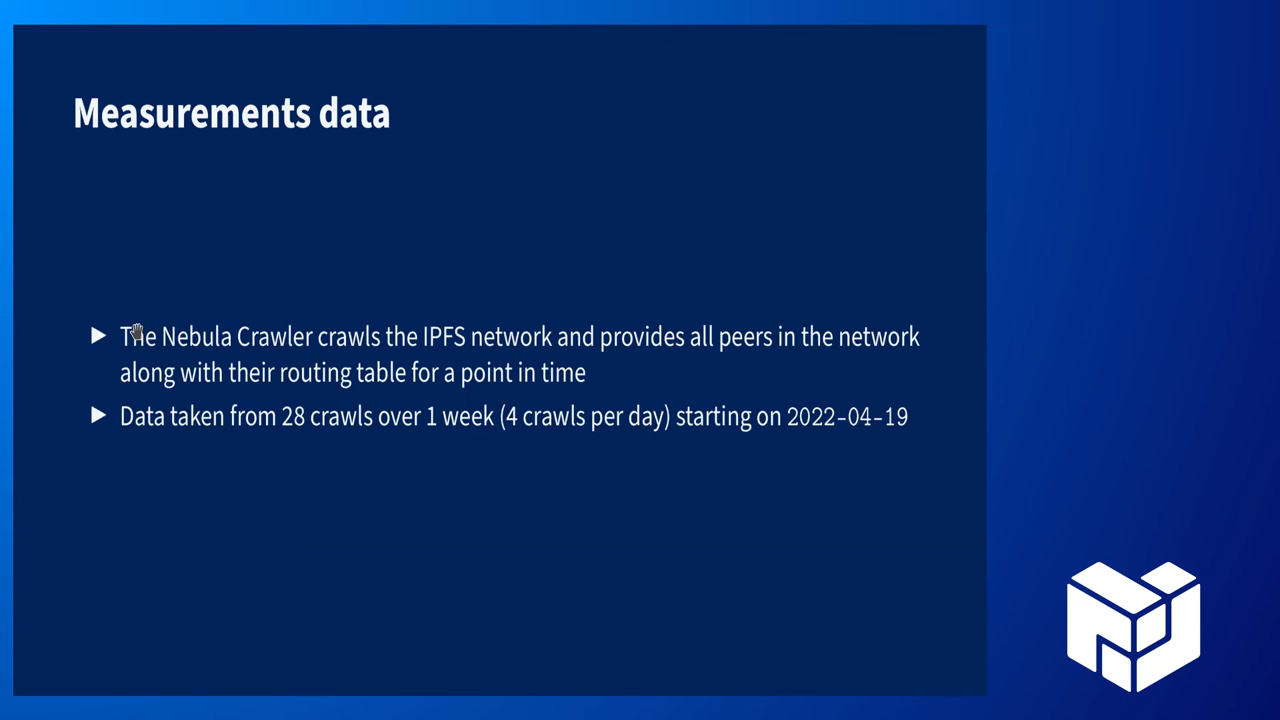 Measurements data
The Nebula Crawler crawls the IPFS network and provides all peers in the network
along with their routing table for a point in time
Data taken from 28 crawls over 1 week (4 crawls per day) starting on 2022-04-19